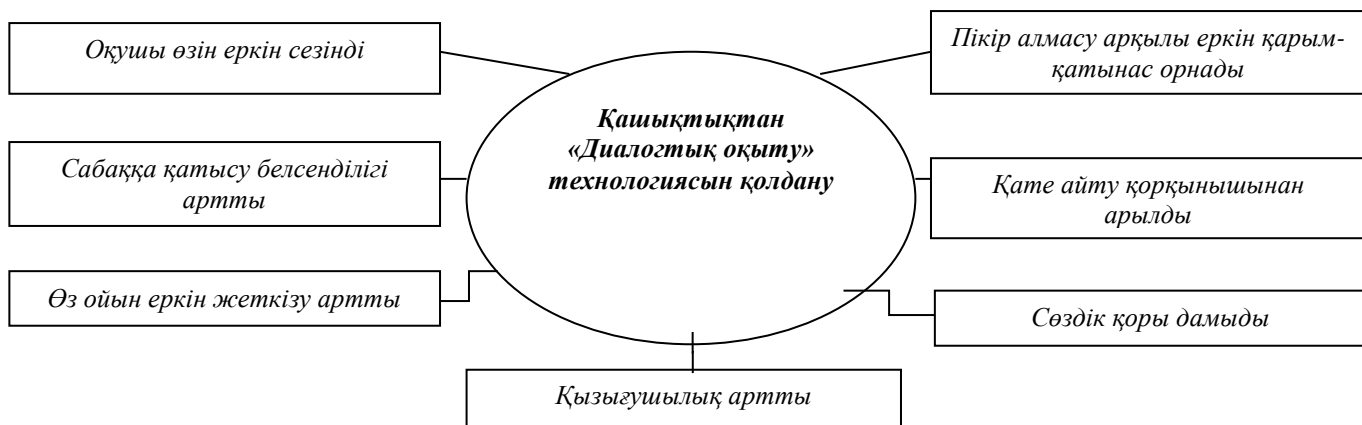 Оқушы өзін еркін сезінді
Пікір алмасу арқылы еркін қарым-
қатынас орнады
Қашықтықтан
«Диалогтық оқыту»
технологиясын қолдану
Сабаққа қатысу белсенділігі
артты
Қате айту қорқынышынан
арылды
Өз ойын еркін жеткізу артты
Сөздік қоры дамыды
Қызығушылық артты